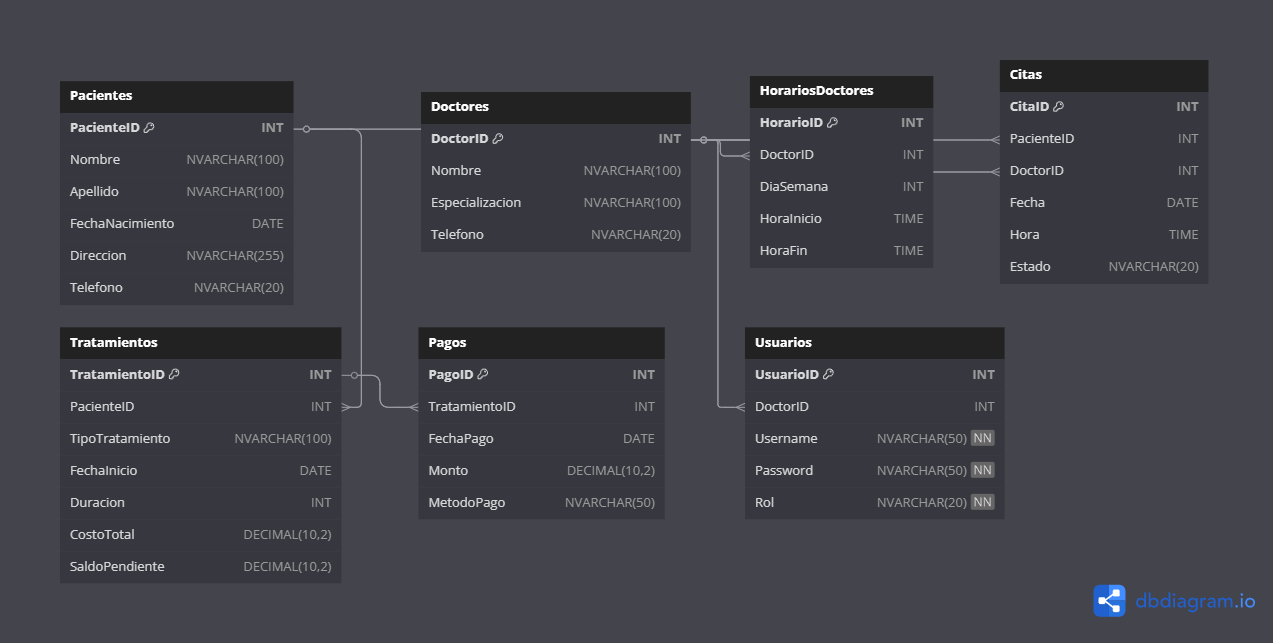 Pacientes
PacienteID INT
Nombre NVARCHAR(100)
Apellido NVARCHAR(100)
FechaNacimiento DATE
Direccion NVARCHAR(255)
Telefono NVARCHAR(20)
Doctores
DoctorID INT
Nombre NVARCHAR(100)
Especializacion NVARCHAR(100)
Telefono NVARCHAR(20)
HorariosDoctores
HorarioID INT
DoctorID INT
DiaSemana INT
HoraInicio TIME
HoraFin TIME
Citas
CitaID INT
PacienteID INT
DoctorID INT
Fecha DATE
Hora TIME
Estado NVARCHAR(20)
Tratamientos
TratamientoID INT
PacienteID INT
TipoTratamiento NVARCHAR(100)
FechaInicio DATE
Duracion INT
CostoTotal DECIMAL(10,2)
SaldoPendiente DECIMAL(10,2)
Pagos
PagoID INT
TratamientoID INT
FechaPago DATE
Monto DECIMAL(10,2)
MetodoPago NVARCHAR(50)
Usuarios
UsuarioID INT
DoctorID INT
Username NVARCHAR(50) NN
Password NVARCHAR(50) NN
Rol NVARCHAR(20) NN
dbdiagram.io